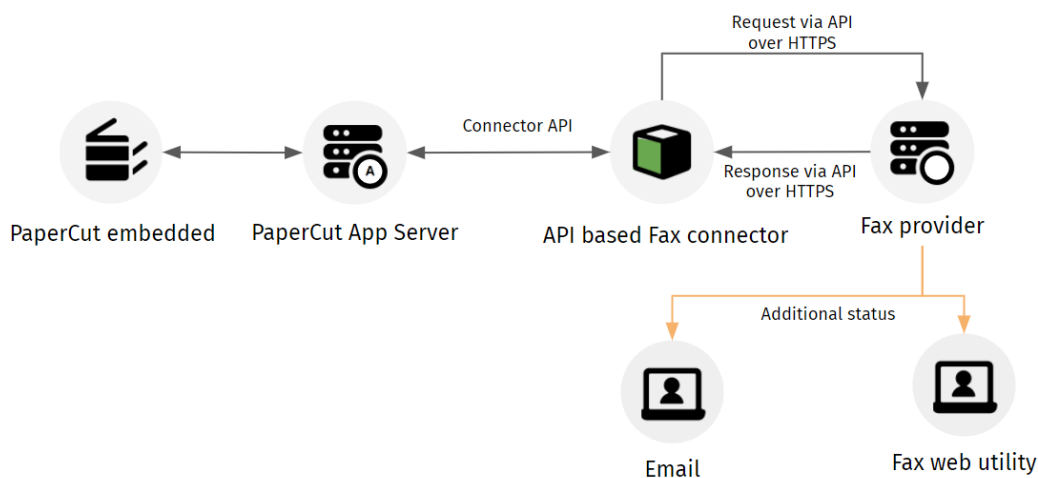 Request via API
over HTTPS
Connector API
A
Response via API
over HTTPS
PaperCut embedded
PaperCut App Server
API based Fax connector
Fax provider
Additional status
Email
Fax web utility